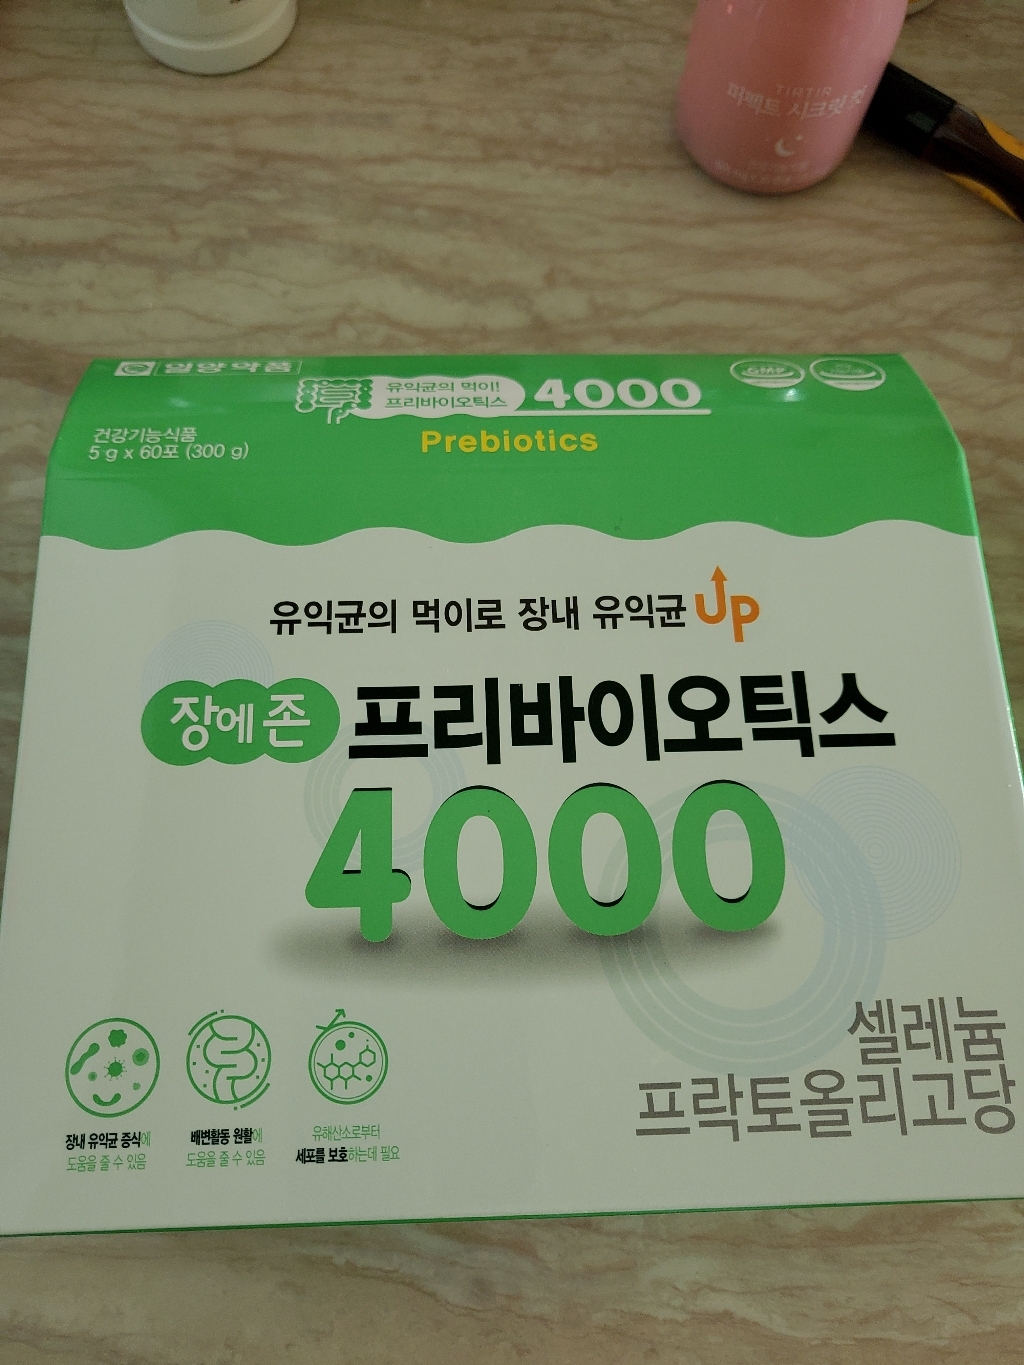 TIRTIR
퍼펙트 시크릿
일양약품
유익균의 먹이!
프리바이오틱스 4000
GMP
건강기능식품
5 g x 60포 (300 g)
Prebiotics
유익균의 먹이로 장내 유익균 UP
장에존 프리바이오틱스
4000
셀레늄
프락토올리고당
장내 유익균 증식에
도움을 줄 수 있음
배변활동 원활에
도움을 줄 수 있음
유해산소로부터
세포를 보호하는데 필요